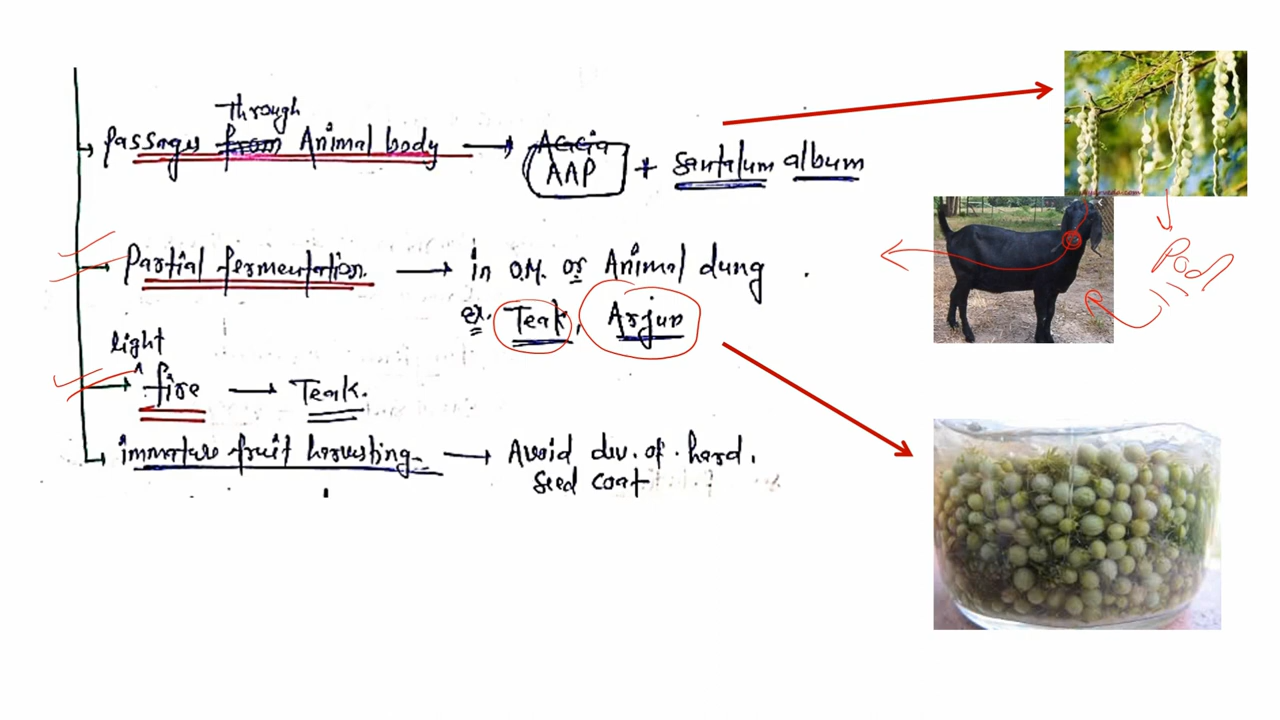 Through
Passages from Animal body → Acacia
AAP + Santalum album
Partial fermentation. → in O.M. or Animal dung .
ex. Teak, Arjun
light
^ fire → Teak.
immature fruit harvesting. → Avoid dev. of. hard.
Seed coat
Pod